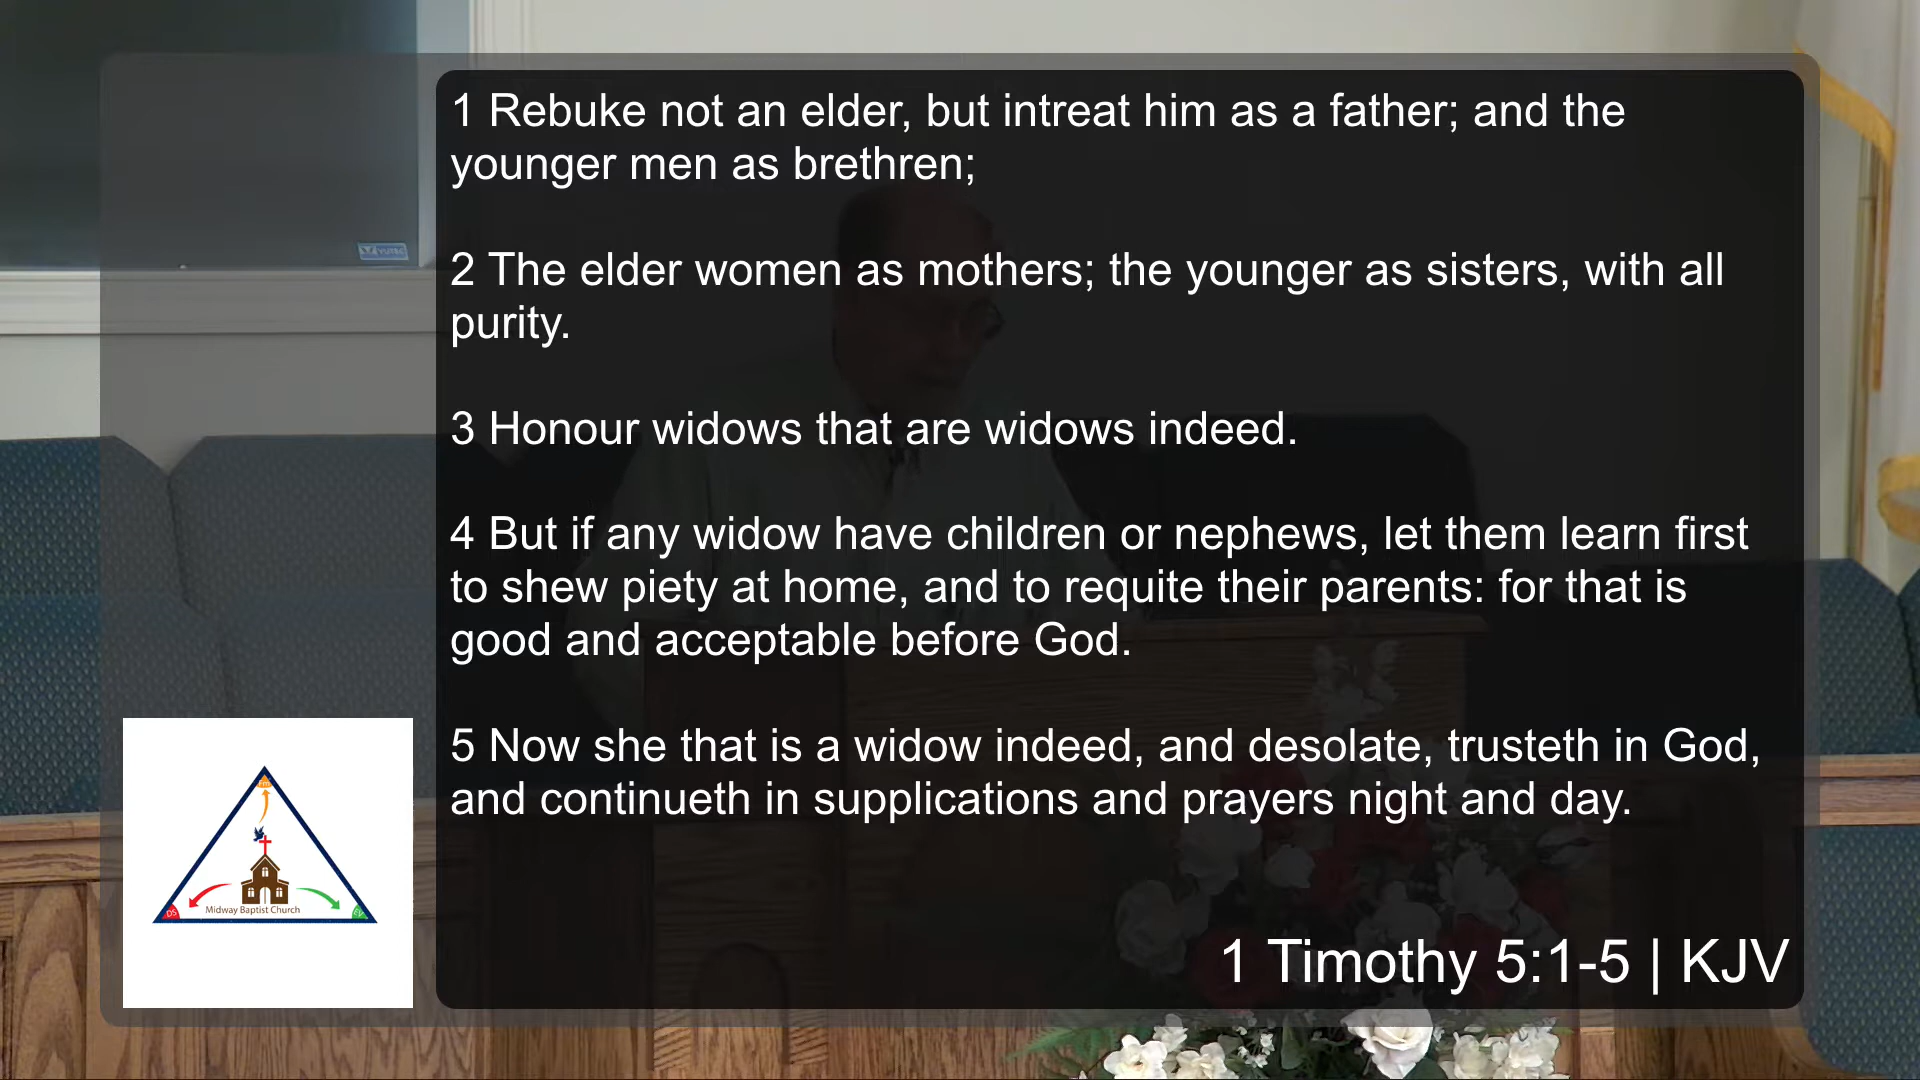 1 Rebuke not an elder, but intreat him as a father; and the
younger men as brethren;
2 The elder women as mothers; the younger as sisters, with all
purity.
3 Honour widows that are widows indeed.
4 But if any widow have children or nephews, let them learn first
to shew piety at home, and to requite their parents: for that is
good and acceptable before God.
5 Now she that is a widow indeed, and desolate, trusteth in God,
and continueth in supplications and prayers night and day.
1 Timothy 5:1-5 | KJV
DS
EV
Midway Baptist Church